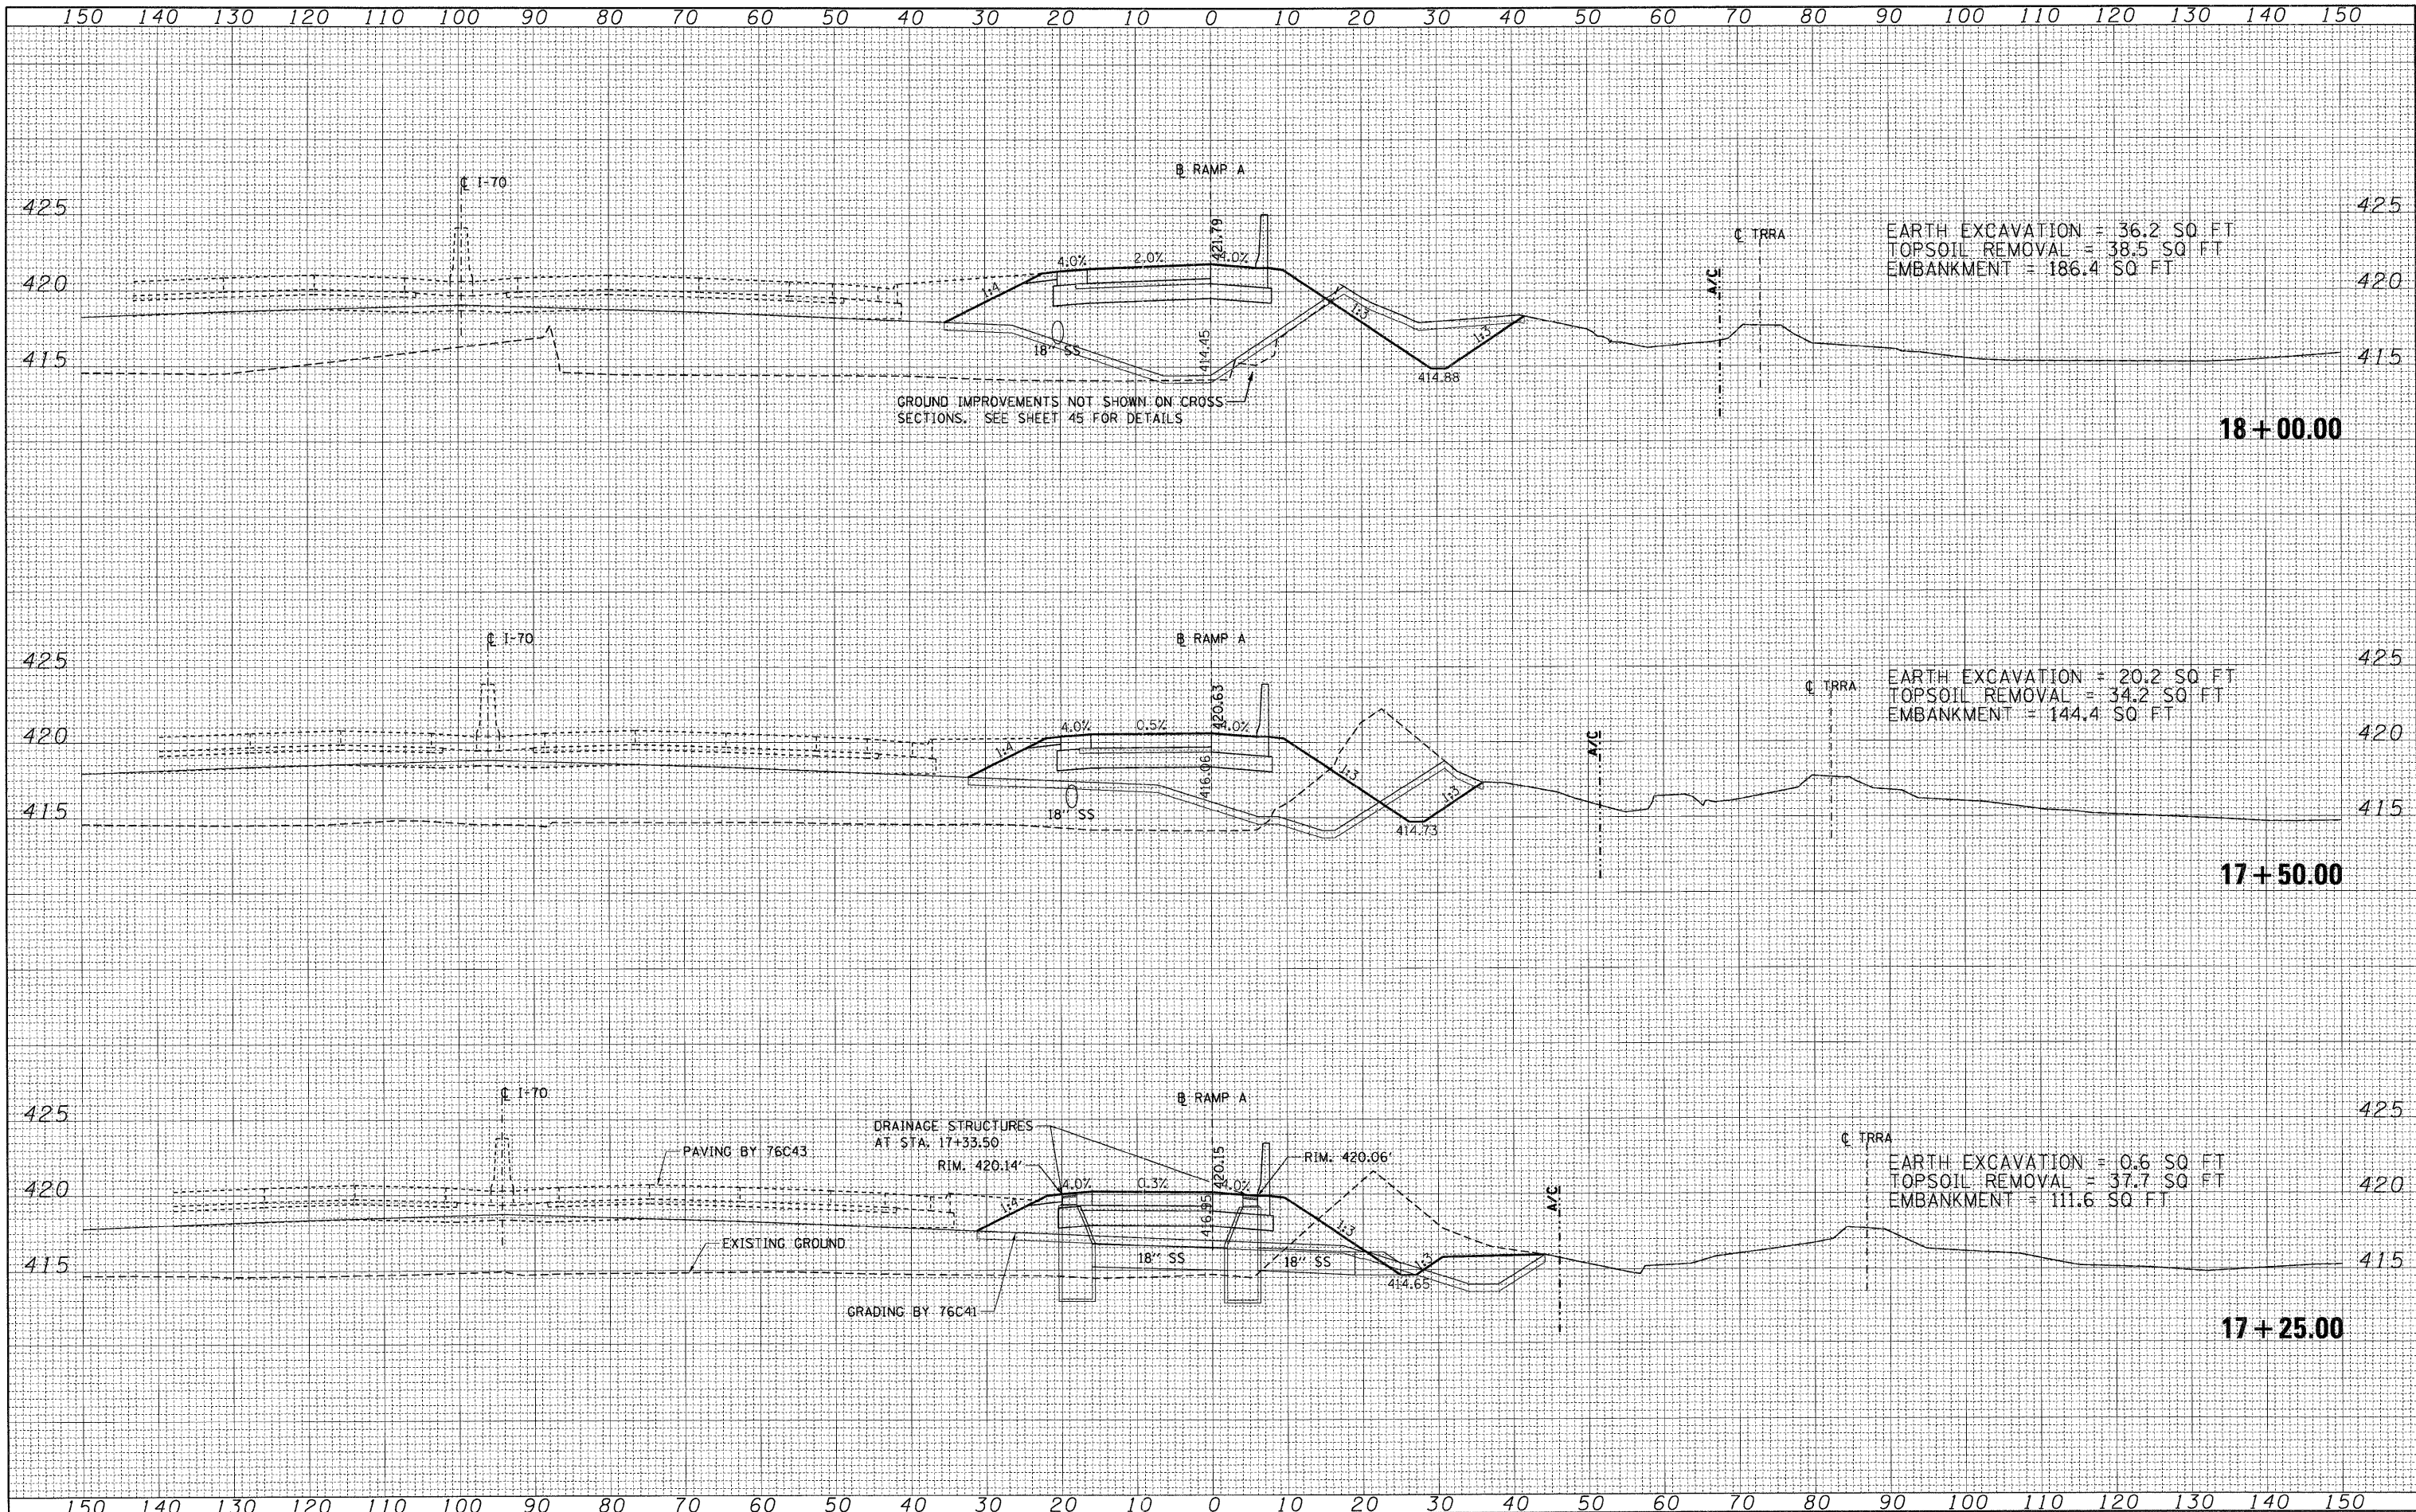 150 140 130 120 110 100 90 80 70 60 50 40 30 20 10 0 10 20 30 40 50 60 70 80 90 100 110 120 130 140 150
℄ I-70
B RAMP A
425
425
421.79
℄ TRRA
EARTH EXCAVATION = 36.2 SQ FT
TOPSOIL REMOVAL = 38.5 SQ FT
EMBANKMENT = 186.4 SQ FT
4.0%
2.0%
4.0%
A/C
420
420
1:4
1:3
1:3
414.45
18" SS
415
415
414.88
GROUND IMPROVEMENTS NOT SHOWN ON CROSS
SECTIONS. SEE SHEET 45 FOR DETAILS
18+00.00
℄ I-70
B RAMP A
425
425
420.63
℄ TRRA
EARTH EXCAVATION = 20.2 SQ FT
TOPSOIL REMOVAL = 34.2 SQ FT
EMBANKMENT = 144.4 SQ FT
4.0%
0.5%
4.0%
A/C
420
420
1:4
1:3
1:3
416.06
18" SS
415
415
414.73
17+50.00
℄ I-70
B RAMP A
425
425
DRAINAGE STRUCTURES
AT STA. 17+33.50
PAVING BY 76C43
RIM. 420.14'
420.15
RIM. 420.06'
℄ TRRA
EARTH EXCAVATION = 0.6 SQ FT
TOPSOIL REMOVAL = 37.7 SQ FT
EMBANKMENT = 111.6 SQ FT
4.0%
0.3%
4.0%
A/C
420
420
1:4
416.95
1:3
1:3
EXISTING GROUND
18" SS
18" SS
415
415
414.65
GRADING BY 76C41
17+25.00
150 140 130 120 110 100 90 80 70 60 50 40 30 20 10 0 10 20 30 40 50 60 70 80 90 100 110 120 130 140 150